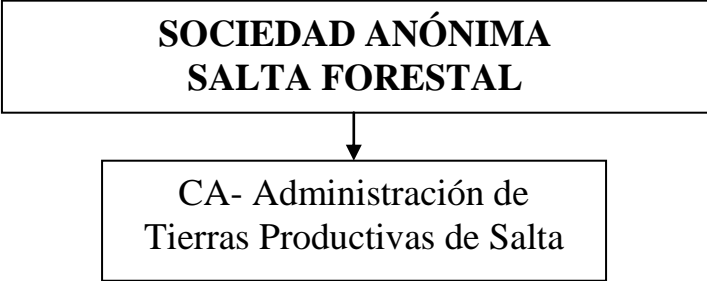 SOCIEDAD ANÓNIMA
SALTA FORESTAL
CA- Administración de
Tierras Productivas de Salta